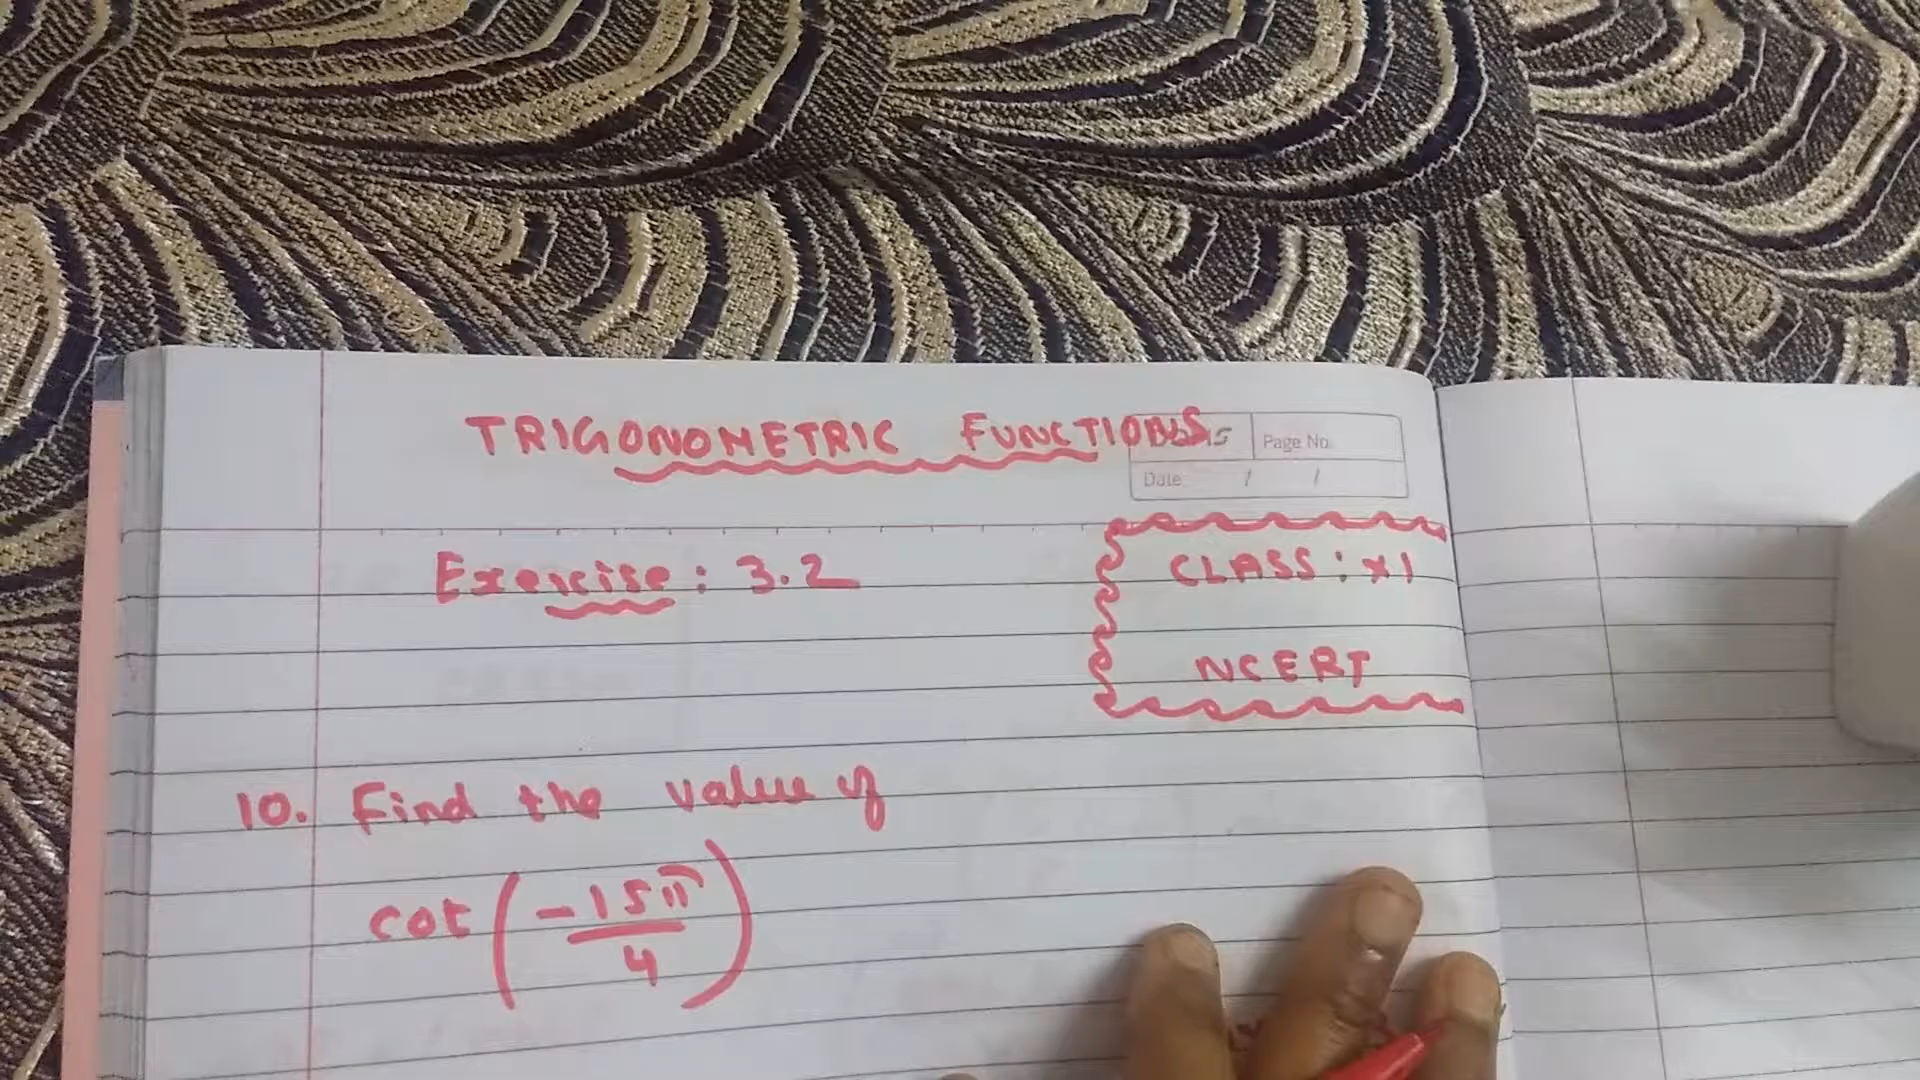 TRIGONOMETRIC FUNCTIONS
Page No.
Date / /
Exercise: 3.2
CLASS: XI
NCERT
10. Find the value of
cot (-15π/4)